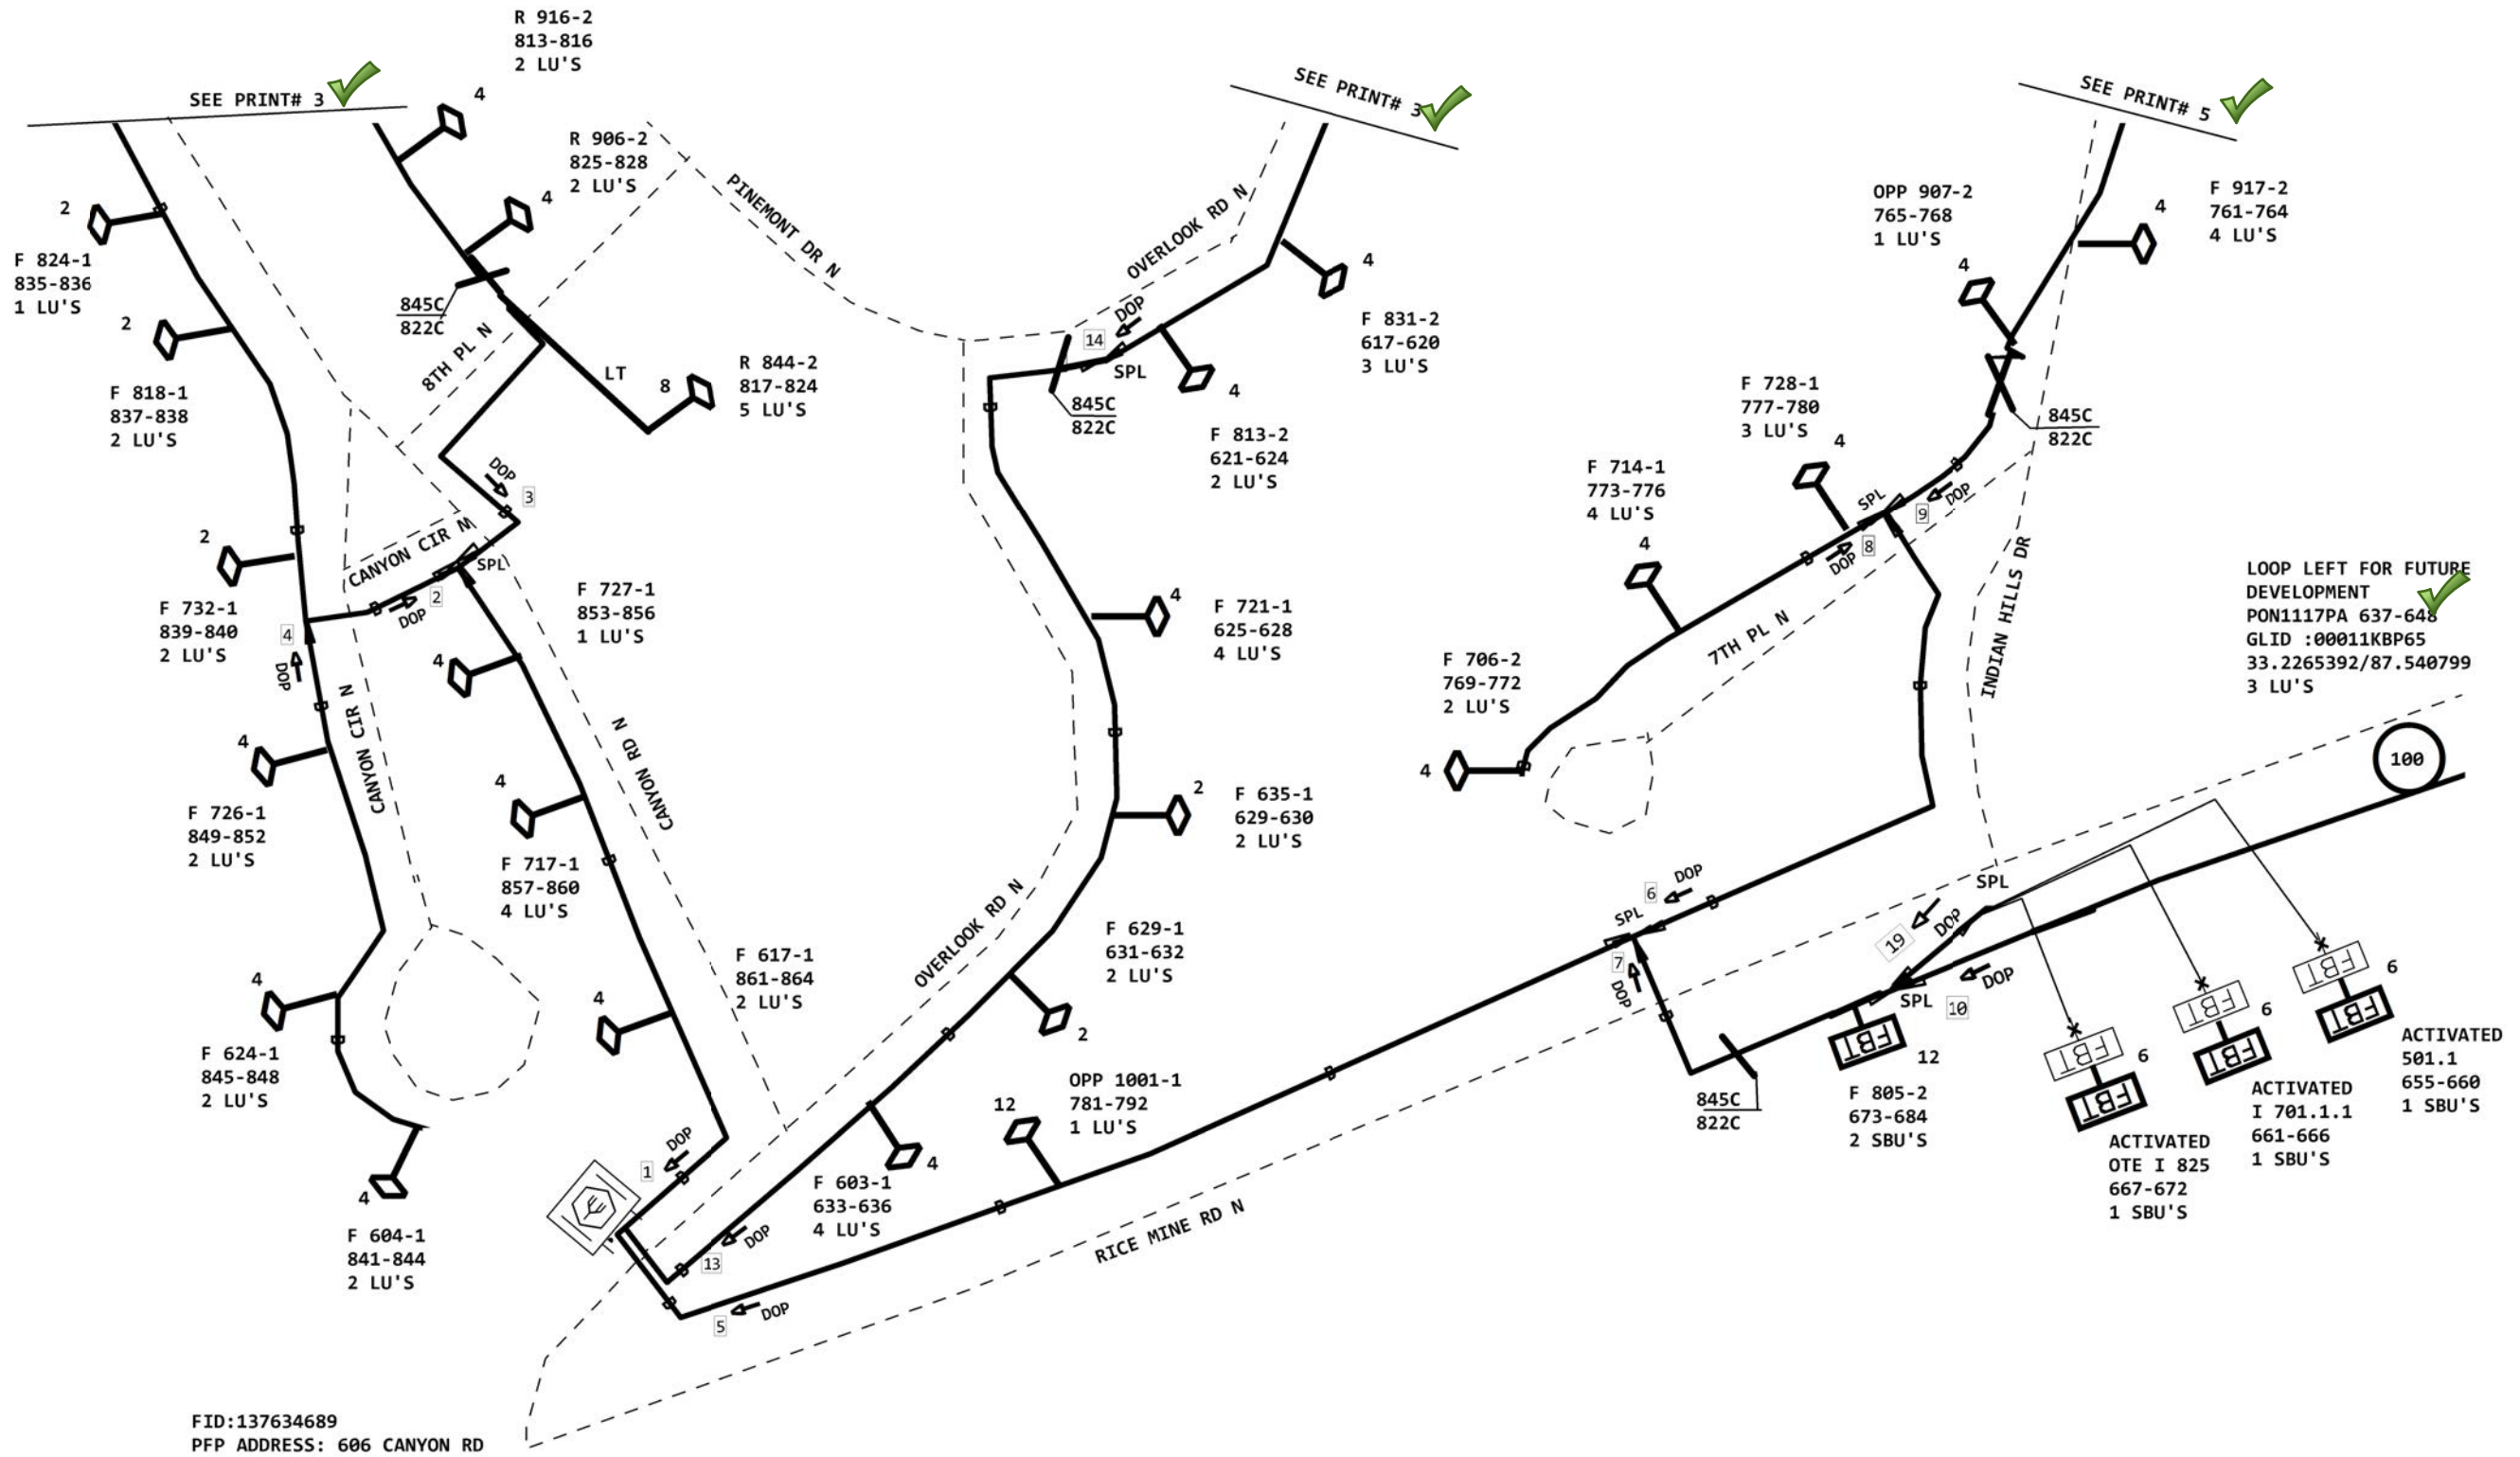 R 916-2
813-816
2 LU'S
4
SEE PRINT# 3
R 906-2
825-828
2 LU'S
4
2
F 824-1
835-836
1 LU'S
2
F 818-1
837-838
2 LU'S
845C
822C
8TH PL N
LT
8
R 844-2
817-824
5 LU'S
PINEMONT DR N
DOP
3
CANYON CIR N
SPL
DOP
2
2
F 732-1
839-840
2 LU'S
4
DOP
CANYON CIR N
4
F 726-1
849-852
2 LU'S
F 727-1
853-856
1 LU'S
4
CANYON RD N
4
F 717-1
857-860
4 LU'S
F 617-1
861-864
2 LU'S
4
4
F 624-1
845-848
2 LU'S
4
F 604-1
841-844
2 LU'S
DOP
1
FID:137634689
PFP ADDRESS: 606 CANYON RD
SEE PRINT# 3
OVERLOOK RD N
DOP
14
SPL
845C
822C
4
F 831-2
617-620
3 LU'S
4
F 813-2
621-624
2 LU'S
4
F 721-1
625-628
4 LU'S
2
F 635-1
629-630
2 LU'S
F 629-1
631-632
2 LU'S
2
OVERLOOK RD N
4
F 603-1
633-636
4 LU'S
DOP
13
DOP
5
OPP 1001-1
781-792
1 LU'S
12
RICE MINE RD N
SEE PRINT# 5
OPP 907-2
765-768
1 LU'S
4
F 917-2
761-764
4 LU'S
4
845C
822C
F 728-1
777-780
3 LU'S
4
SPL
DOP
9
8
DOP
F 714-1
773-776
4 LU'S
4
F 706-2
769-772
2 LU'S
4
7TH PL N
INDIAN HILLS DR
LOOP LEFT FOR FUTURE
DEVELOPMENT
PON1117PA 637-648
GLID :00011KBP65
33.2265392/87.540799
3 LU'S
100
6
DOP
SPL
7
DOP
845C
822C
SPL
DOP
19
DOP
SPL
10
FBT
12
F 805-2
673-684
2 SBU'S
FBT
6
FBT
ACTIVATED
OTE I 825
667-672
1 SBU'S
FBT
6
FBT
ACTIVATED
I 701.1.1
661-666
1 SBU'S
FBT
6
FBT
ACTIVATED
501.1
655-660
1 SBU'S